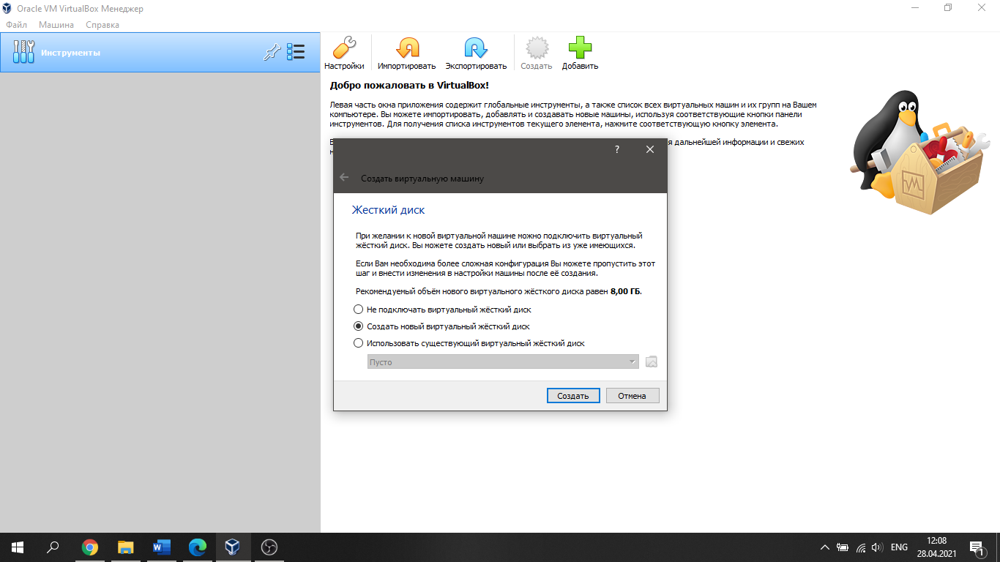 Oracle VM VirtualBox Менеджер
Файл Машина Справка
Инструменты
Настройки Импортировать Экспортировать Создать Добавить
Добро пожаловать в VirtualBox!
Левая часть окна приложения содержит глобальные инструменты, а также список всех виртуальных машин и их групп на Вашем
компьютере. Вы можете импортировать, добавлять и создавать новые машины, используя соответствующие кнопки панели
инструментов. Для получения списка инструментов текущего элемента, нажмите соответствующую кнопку элемента.
дальнейшей информации и свежих
?
Создать виртуальную машину
Жесткий диск
При желании к новой виртуальной машине можно подключить виртуальный
жёсткий диск. Вы можете создать новый или выбрать из уже имеющихся.
Если Вам необходима более сложная конфигурация Вы можете пропустить этот
шаг и внести изменения в настройки машины после её создания.
Рекомендуемый объём нового виртуального жёсткого диска равен 8,00 ГБ.
Не подключать виртуальный жёсткий диск
Создать новый виртуальный жёсткий диск
Использовать существующий виртуальный жёсткий диск
Пусто
Создать Отмена
ENG
12:08
28.04.2021
1